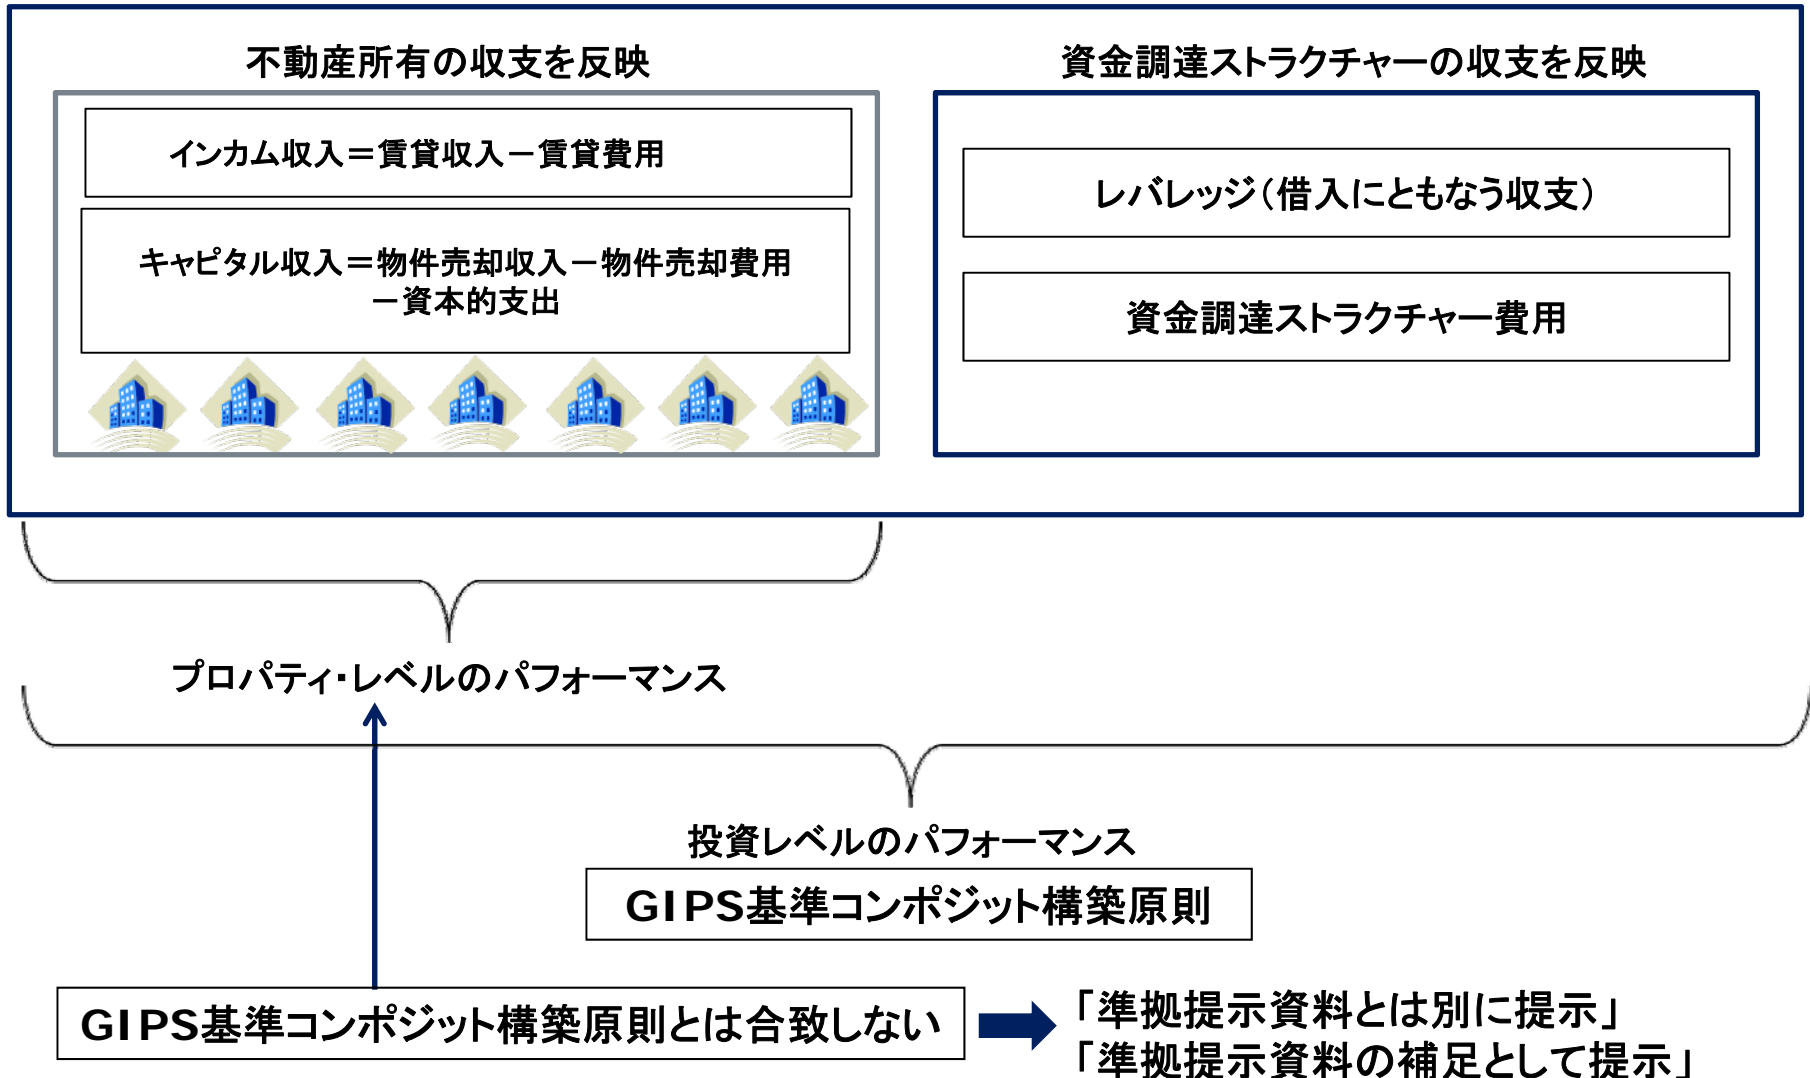 不動産所有の収支を反映
資金調達ストラクチャーの収支を反映
インカム収入＝賃貸収入－賃貸費用
キャピタル収入＝物件売却収入－物件売却費用
－資本的支出
レバレッジ（借入にともなう収支）
資金調達ストラクチャー費用
プロパティ・レベルのパフォーマンス
投資レベルのパフォーマンス
GIPS基準コンポジット構築原則
GIPS基準コンポジット構築原則とは合致しない
「準拠提示資料とは別に提示」
「準拠提示資料の補足として提示」